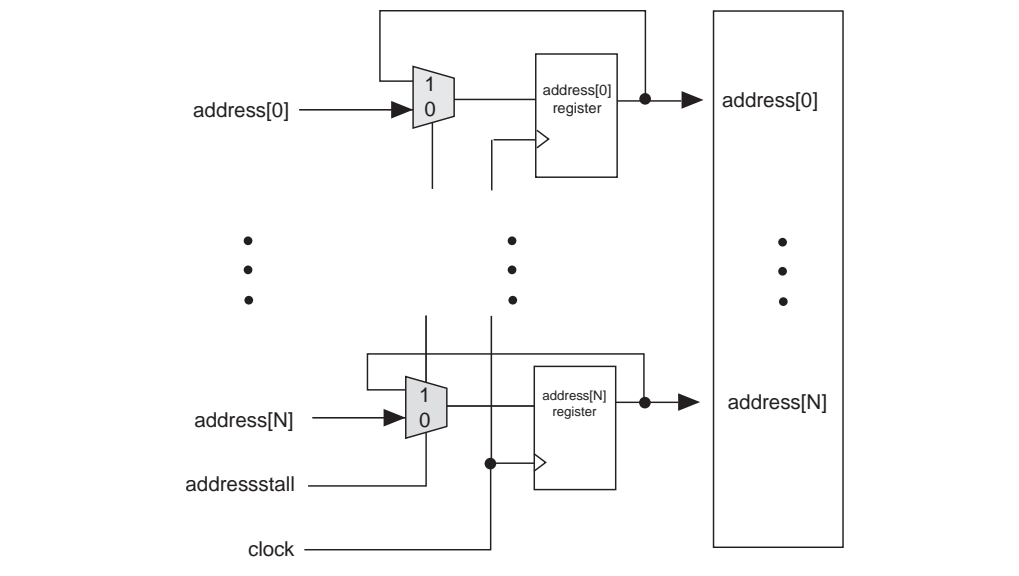 1
0
address[0]
address[0]
register
address[0]
1
0
address[N]
address[N]
register
address[N]
addressstall
clock